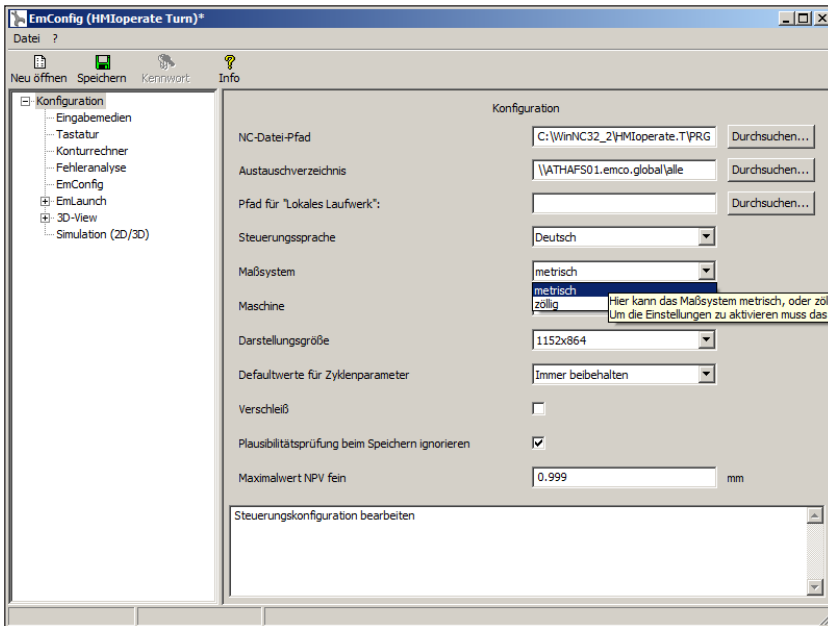 EmConfig (HMIoperate Turn)*
Datei ?
Neu öffnen Speichern Kennwort Info
Konfiguration
Eingabemedien
Tastatur
Konturrechner
Fehleranalyse
EmConfig
EmLaunch
3D-View
Simulation (2D/3D)
Konfiguration
NC-Datei-Pfad C:\WinNC32_2\HMIoperate.T\PRG Durchsuchen...
Austauschverzeichnis \\ATHAFS01.emco.global\alle Durchsuchen...
Pfad für "Lokales Laufwerk": Durchsuchen...
Steuerungssprache Deutsch
Maßsystem metrisch
metrisch
zöllig
Hier kann das Maßsystem metrisch, oder zöl
Um die Einstellungen zu aktivieren muss das
Maschine
Darstellungsgröße 1152x864
Defaultwerte für Zyklenparameter Immer beibehalten
Verschleiß
Plausibilitätsprüfung beim Speichern ignorieren
Maximalwert NPV fein 0.999 mm
Steuerungskonfiguration bearbeiten